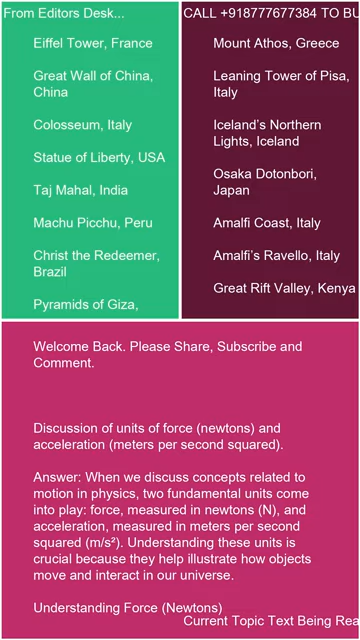 From Editors Desk...
Eiffel Tower, France
Great Wall of China,
China
Colosseum, Italy
Statue of Liberty, USA
Taj Mahal, India
Machu Picchu, Peru
Christ the Redeemer,
Brazil
Pyramids of Giza,
CALL +918777677384 TO BU
Mount Athos, Greece
Leaning Tower of Pisa,
Italy
Iceland's Northern
Lights, Iceland
Osaka Dotonbori,
Japan
Amalfi Coast, Italy
Amalfi's Ravello, Italy
Great Rift Valley, Kenya
Welcome Back. Please Share, Subscribe and
Comment.
Discussion of units of force (newtons) and
acceleration (meters per second squared).
Answer: When we discuss concepts related to
motion in physics, two fundamental units come
into play: force, measured in newtons (N), and
acceleration, measured in meters per second
squared (m/s²). Understanding these units is
crucial because they help illustrate how objects
move and interact in our universe.
Understanding Force (Newtons)
Current Topic Text Being Rea